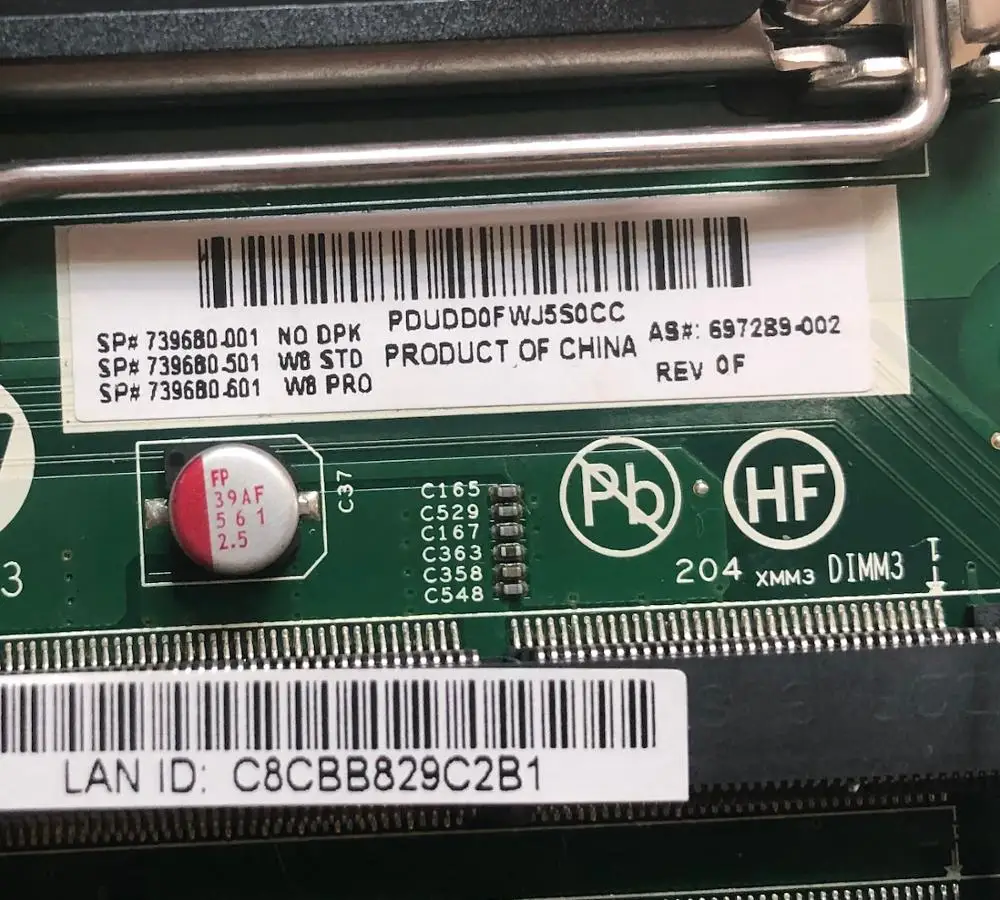 PDUDD0FWJ5S0CC
SP# 739680-001 NO DPK
SP# 739680-501 W8 STD
SP# 739680-601 W8 PRO
PRODUCT OF CHINA
AS#: 697289-002
REV 0F
FP
39AF
561
2.5
C37
C165
C529
C167
C363
C358
C548
Pb
HF
3
204 XMM3 DIMM3
1
LAN ID: C8CBB829C2B1